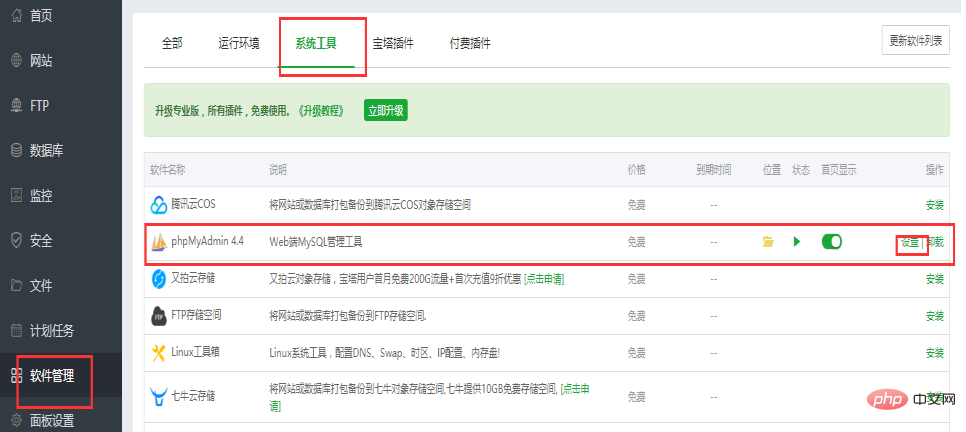 首页
网站
FTP
数据库
监控
安全
文件
计划任务
软件管理
面板设置
全部 运行环境 系统工具 宝塔插件 付费插件 更新软件列表
升级专业版，所有插件，免费使用。《升级教程》 立即升级
软件名称 说明 价格 到期时间 位置 状态 首页显示 操作
腾讯云COS 将网站或数据库打包备份到腾讯云COS对象存储空间 免费 -- 安装
phpMyAdmin 4.4 Web端MySQL管理工具 免费 -- 设置 | 卸载
又拍云存储 又拍云对象存储，宝塔用户首月免费200G流量+首次充值9折优惠 [点击申请] 免费 -- 安装
FTP存储空间 将网站或数据库打包备份到FTP存储空间. 免费 -- 安装
Linux工具箱 Linux系统工具，配置DNS、Swap、时区、IP配置、内存盘! 免费 -- 安装
七牛云存储 将网站或数据库打包备份到七牛对象存储空间,七牛提供10GB免费存储空间, [点击申
请] 免费 -- 安装
FTP
php 中文网